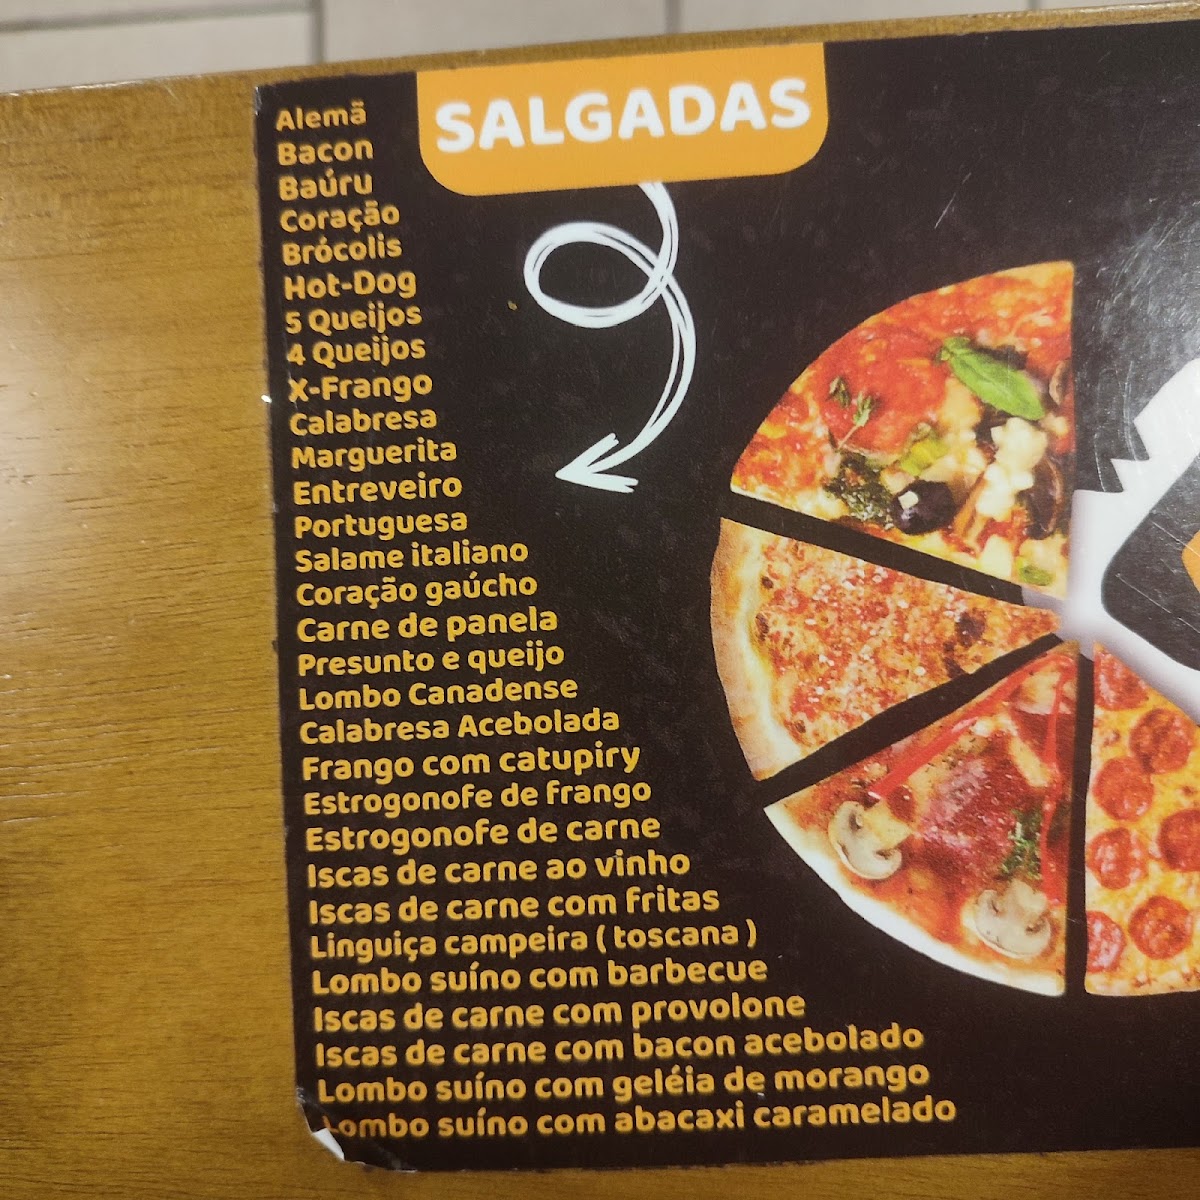 SALGADAS
Alemã
Bacon
Baúru
Coração
Brócolis
Hot-Dog
5 Queijos
4 Queijos
X-Frango
Calabresa
Marguerita
Entreveiro
Portuguesa
Salame italiano
Coração gaúcho
Carne de panela
Presunto e queijo
Lombo Canadense
Calabresa Acebolada
Frango com catupiry
Estrogonofe de frango
Estrogonofe de carne
Iscas de carne ao vinho
Iscas de carne com fritas
Linguiça campeira ( toscana )
Lombo suíno com barbecue
Iscas de carne com provolone
Iscas de carne com bacon acebolado
Lombo suíno com geléia de morango
Lombo suíno com abacaxi caramelado